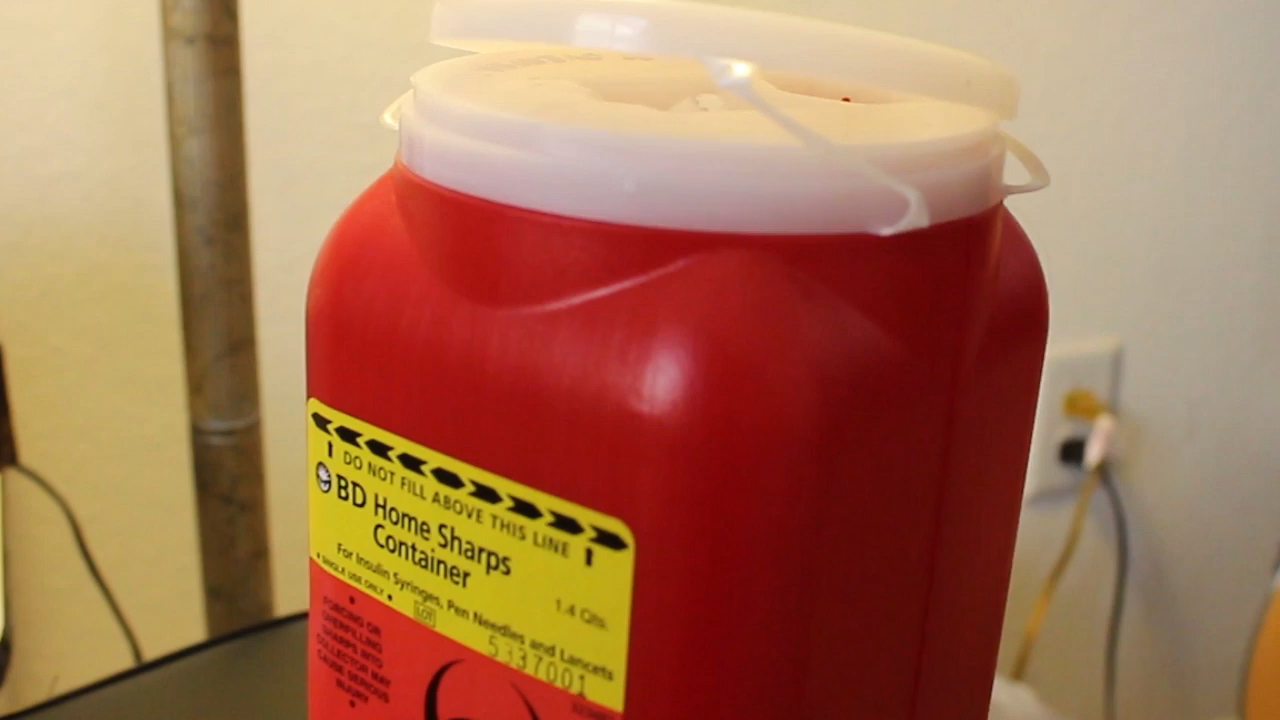 DO NOT FILL ABOVE THIS LINE
BD Home Sharps
Container
For Insulin Syringes, Pen Needles and Lancets
• SINGLE USE ONLY •
1.4 Qts.
LOT
5337001
FORCING OR
OVERFILLING
SHARPS INTO
COLLECTOR MAY
CAUSE SERIOUS
INJURY